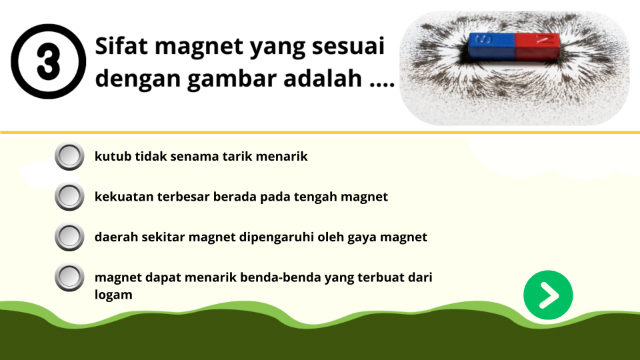 3
Sifat magnet yang sesuai
dengan gambar adalah ....
S N
kutub tidak senama tarik menarik
kekuatan terbesar berada pada tengah magnet
daerah sekitar magnet dipengaruhi oleh gaya magnet
magnet dapat menarik benda-benda yang terbuat dari
logam